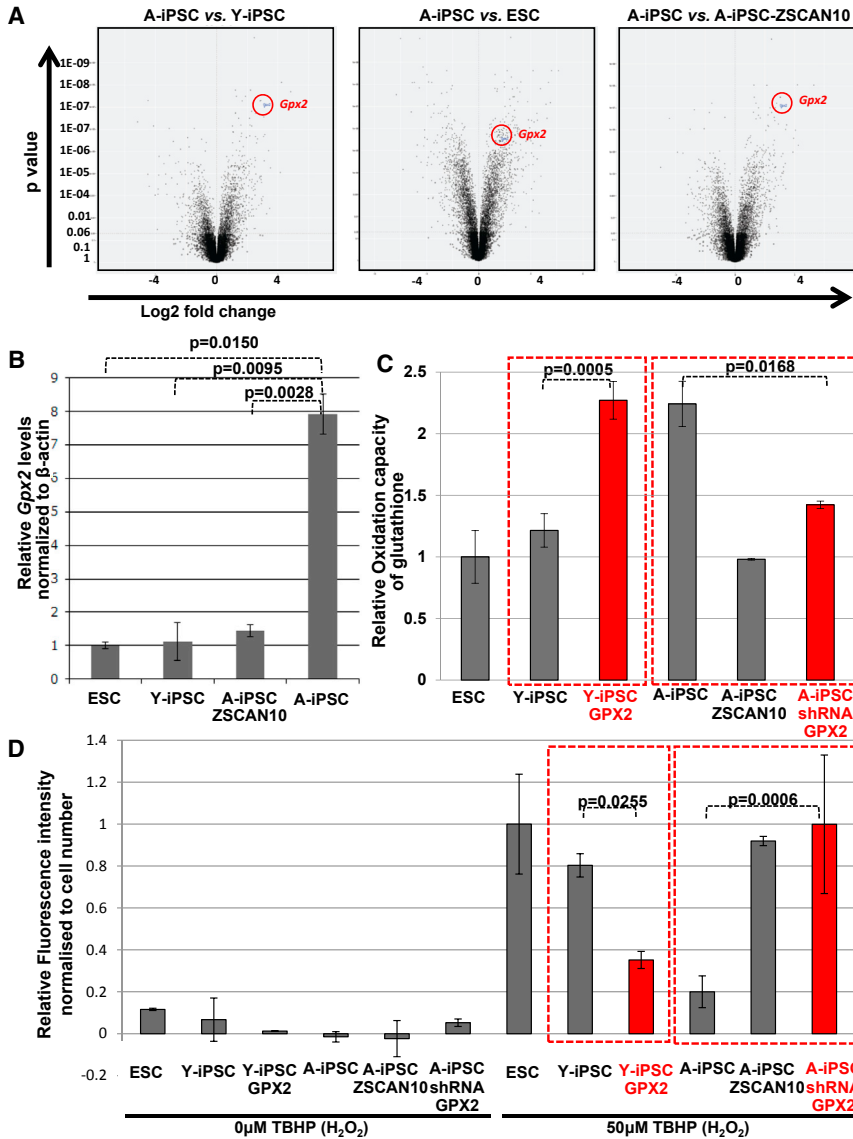 A
A-iPSC vs. Y-iPSC
A-iPSC vs. ESC
A-iPSC vs. A-iPSC-ZSCAN10
p value
1E-09
1E-08
1E-07
1E-07
1E-06
1E-05
1E-04
0.01
0.06
0.1
1
Gpx2
Gpx2
Gpx2
-4 0 4
-4 0 4
-4 0 4
Log2 fold change
B
p=0.0150
p=0.0095
p=0.0028
Relative Gpx2 levels
normalized to β-actin
9
8
7
6
5
4
3
2
1
0
ESC
Y-iPSC
A-iPSC
ZSCAN10
A-iPSC
C
p=0.0005
p=0.0168
Relative Oxidation capacity
of glutathione
2.5
2
1.5
1
0.5
0
ESC
Y-iPSC
Y-iPSC
GPX2
A-iPSC
A-iPSC
ZSCAN10
A-iPSC
shRNA
GPX2
D
p=0.0255
p=0.0006
Relative Fluorescence intensity
normalised to cell number
1.4
1.2
1
0.8
0.6
0.4
0.2
0
-0.2
ESC
Y-iPSC
Y-iPSC
GPX2
A-iPSC
A-iPSC
ZSCAN10
A-iPSC
shRNA
GPX2
ESC
Y-iPSC
Y-iPSC
GPX2
A-iPSC
A-iPSC
ZSCAN10
A-iPSC
shRNA
GPX2
0µM TBHP (H₂O₂)
50µM TBHP (H₂O₂)